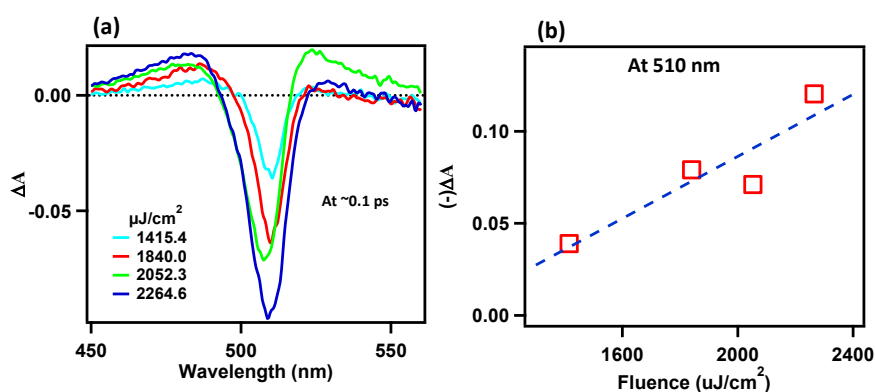 (a)
0.00
-0.05
ΔA
µJ/cm²
1415.4
1840.0
2052.3
2264.6
At ~0.1 ps
450
500
550
Wavelength (nm)
(b)
At 510 nm
0.10
0.05
0.00
(-)ΔA
1600
2000
2400
Fluence (uJ/cm²)